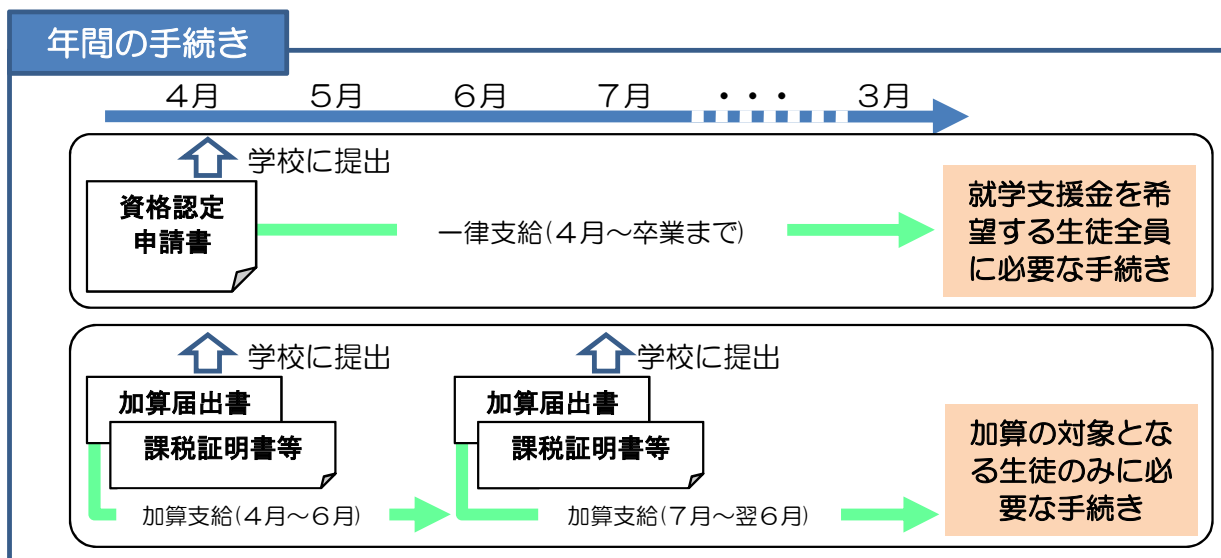 年間の手続き
４月 ５月 ６月 ７月 ・・・ ３月
学校に提出
資格認定
申請書
一律支給(４月～卒業まで)
就学支援金を希
望する生徒全員
に必要な手続き
学校に提出
加算届出書
課税証明書等
加算支給(４月～６月)
学校に提出
加算届出書
課税証明書等
加算支給(７月～翌６月)
加算の対象とな
る生徒のみに必
要な手続き